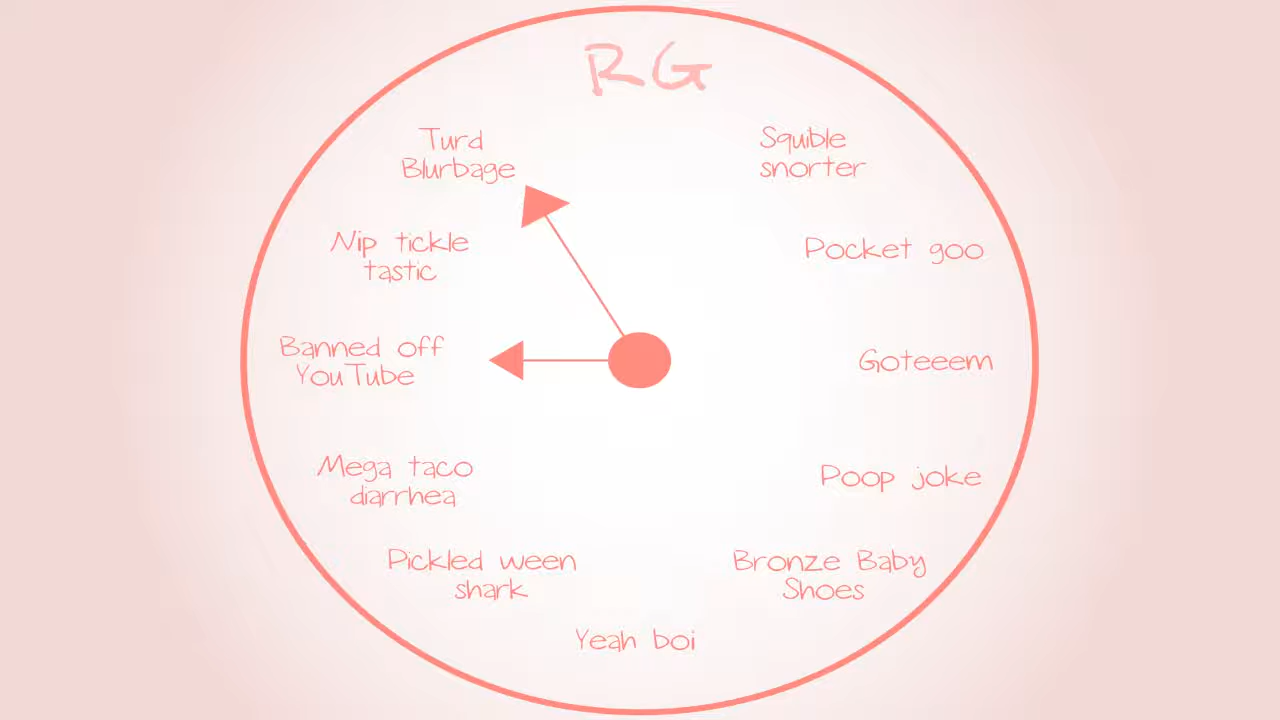 RG
Turd
Blurbage
Squible
snorter
Nip tickle
tastic
Pocket goo
Banned off
YouTube
Goteeem
Mega taco
diarrhea
Poop joke
Pickled ween
shark
Bronze Baby
Shoes
Yeah boi